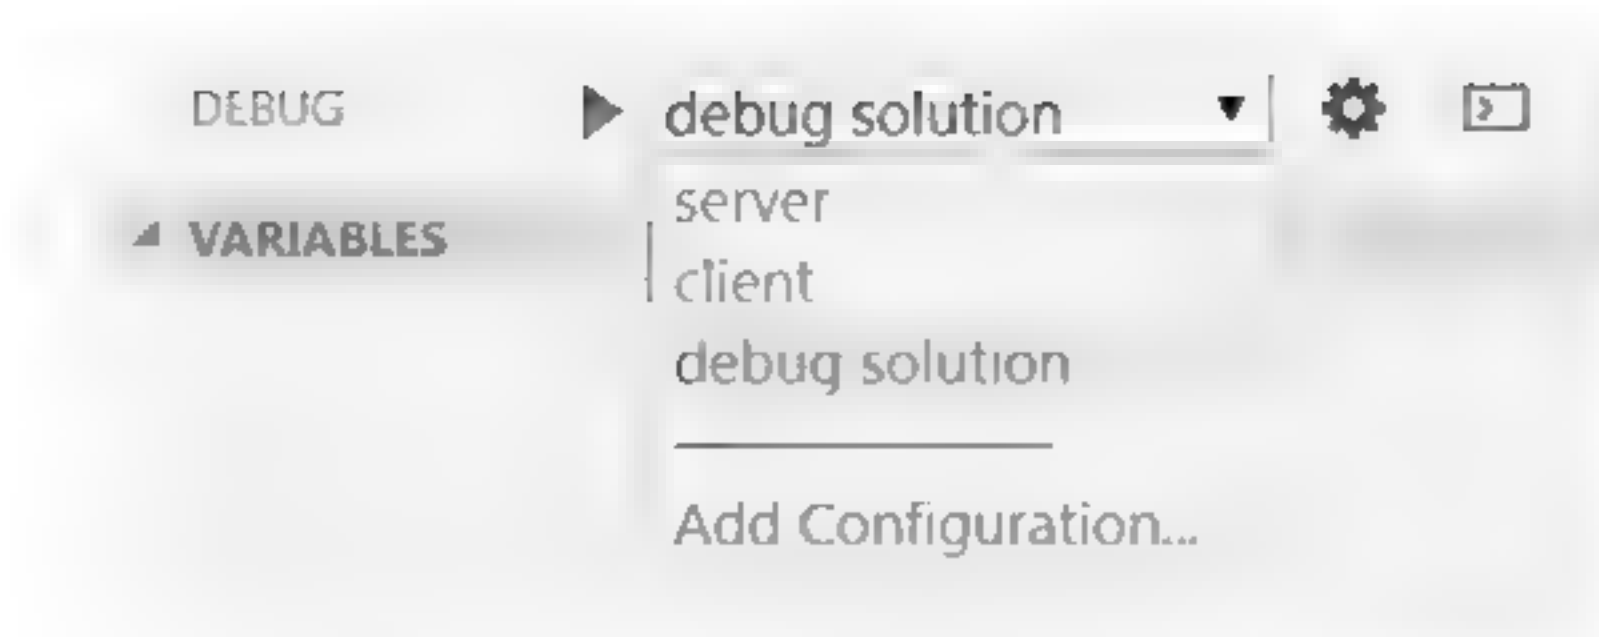 DEBUG
debug solution
VARIABLES
server
client
debug solution
Add Configuration...